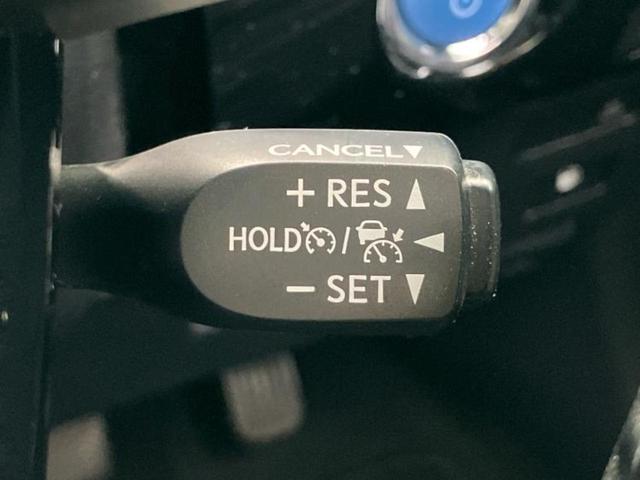 CANCEL▼
+ RES ▲
HOLD / ◀
− SET ▼